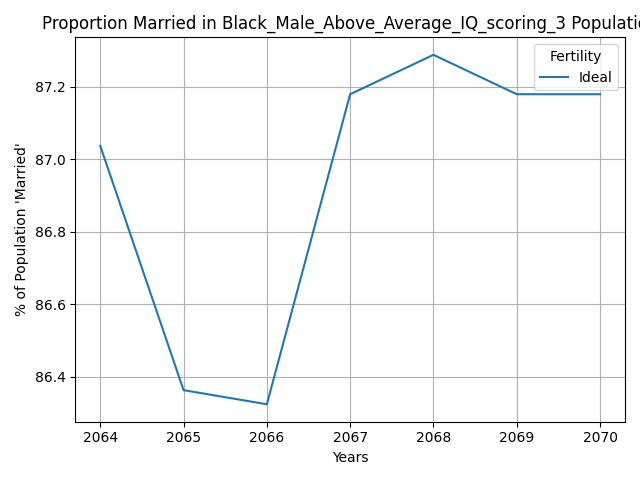 Proportion Married in Black_Male_Above_Average_IQ_scoring_3 Populatio
Fertility
Ideal
87.2
87.0
86.8
86.6
86.4
% of Population 'Married'
2064 2065 2066 2067 2068 2069 2070
Years